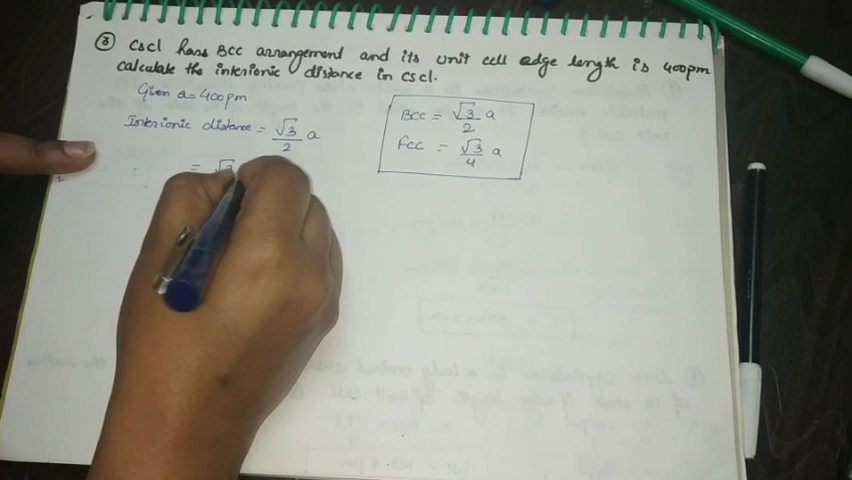 ③ CsCl has BCC arrangement and its unit cell edge length is 400pm
calculate the interionic distance in cscl.
Given a=400pm
Interionic distance = √3/2 a
= √3
BCC = √3/2 a
FCC = √3/4 a